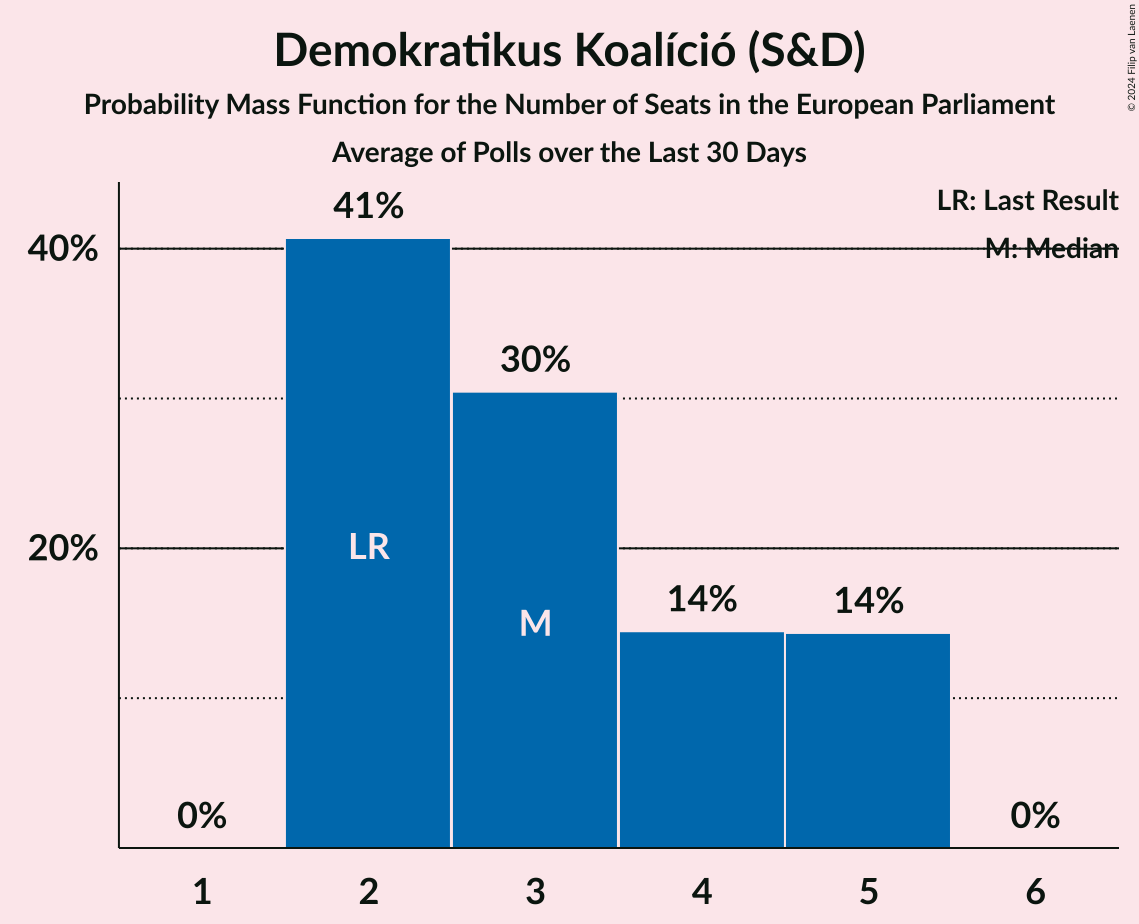 Demokratikus Koalíció (S&D)
Probability Mass Function for the Number of Seats in the European Parliament
Average of Polls over the Last 30 Days
© 2024 Filip van Laenen
LR: Last Result
M: Median
41%
40%
30%
LR
20%
M
14%
14%
0%
0%
1 2 3 4 5 6